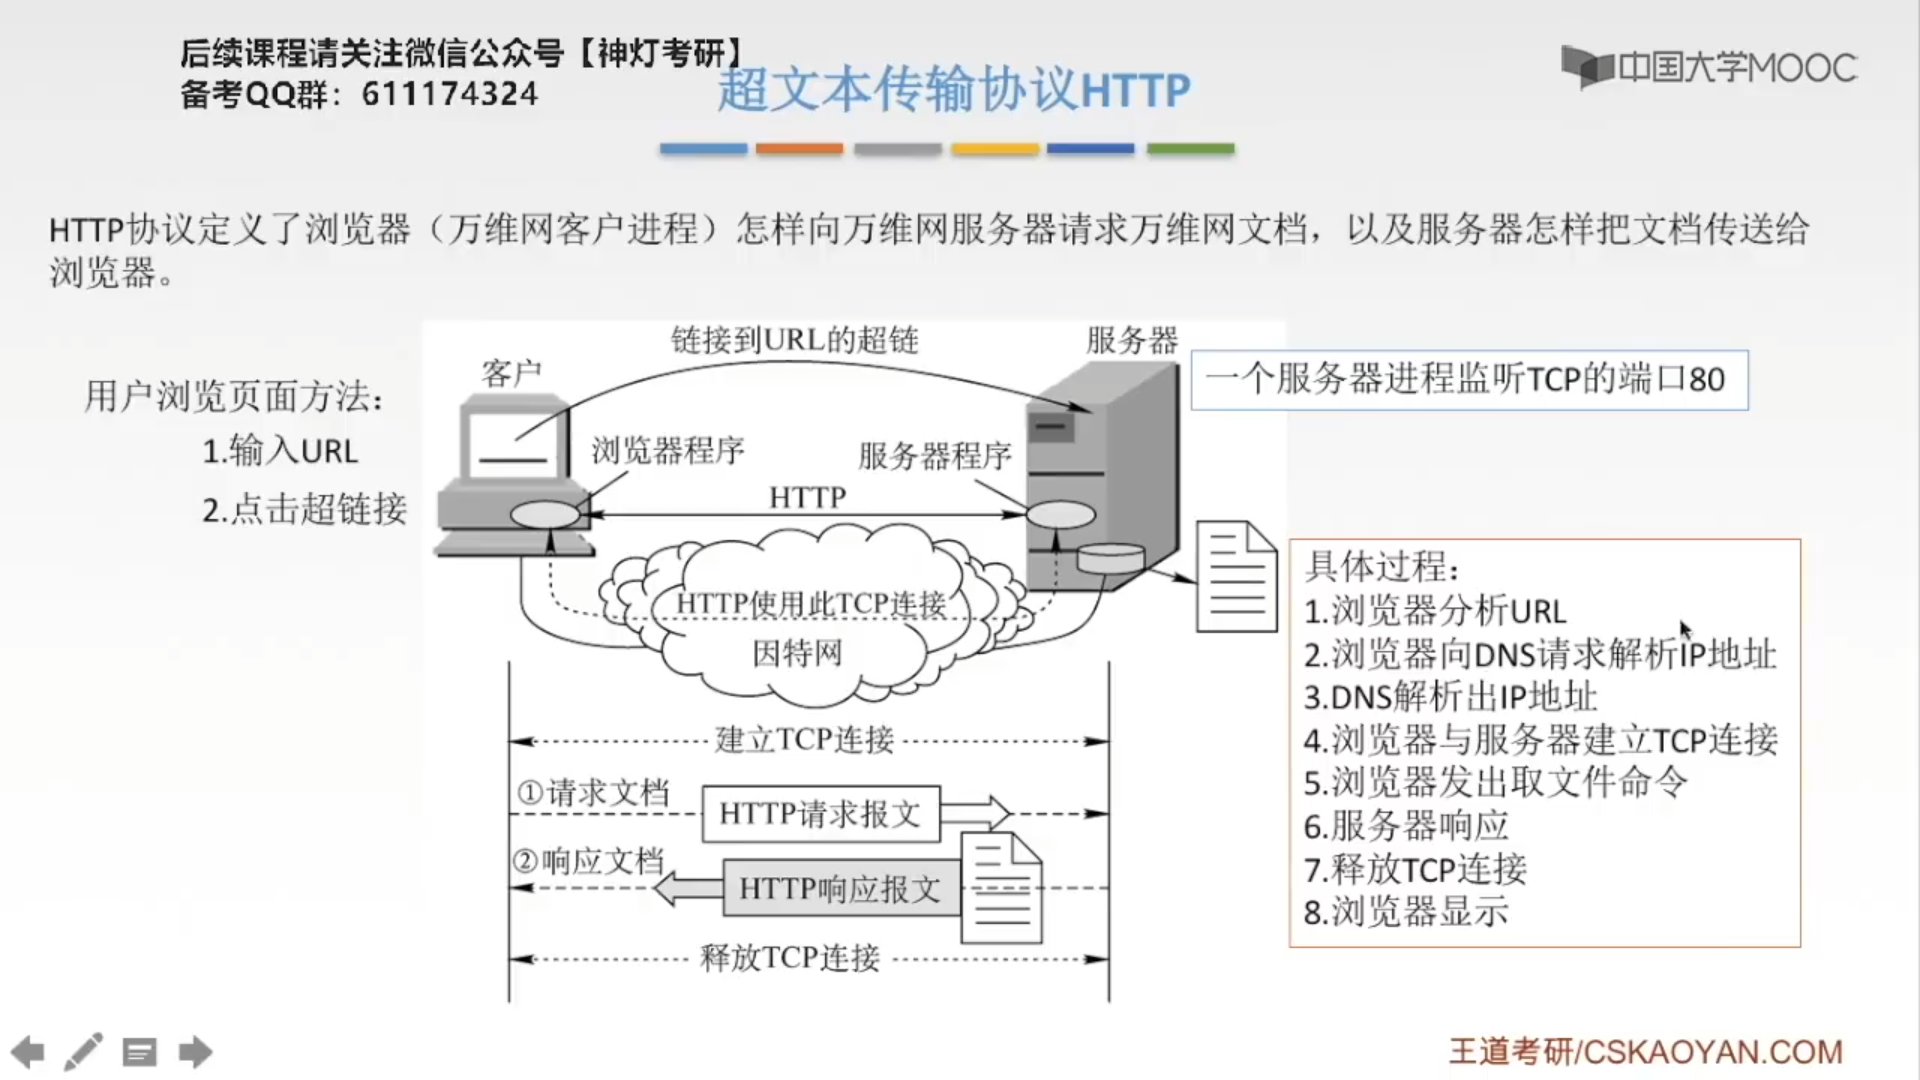 后续课程请关注微信公众号【神灯考研】
备考QQ群：611174324
超文本传输协议HTTP
中国大学MOOC
HTTP协议定义了浏览器（万维网客户进程）怎样向万维网服务器请求万维网文档，以及服务器怎样把文档传送给
浏览器。
用户浏览页面方法：
1.输入URL
2.点击超链接
链接到URL的超链
服务器
客户
一个服务器进程监听TCP的端口80
浏览器程序
服务器程序
HTTP
HTTP使用此TCP连接
因特网
建立TCP连接
①请求文档
HTTP请求报文
②响应文档
HTTP响应报文
释放TCP连接
具体过程：
1.浏览器分析URL
2.浏览器向DNS请求解析IP地址
3.DNS解析出IP地址
4.浏览器与服务器建立TCP连接
5.浏览器发出取文件命令
6.服务器响应
7.释放TCP连接
8.浏览器显示
王道考研/CSKAOYAN.COM